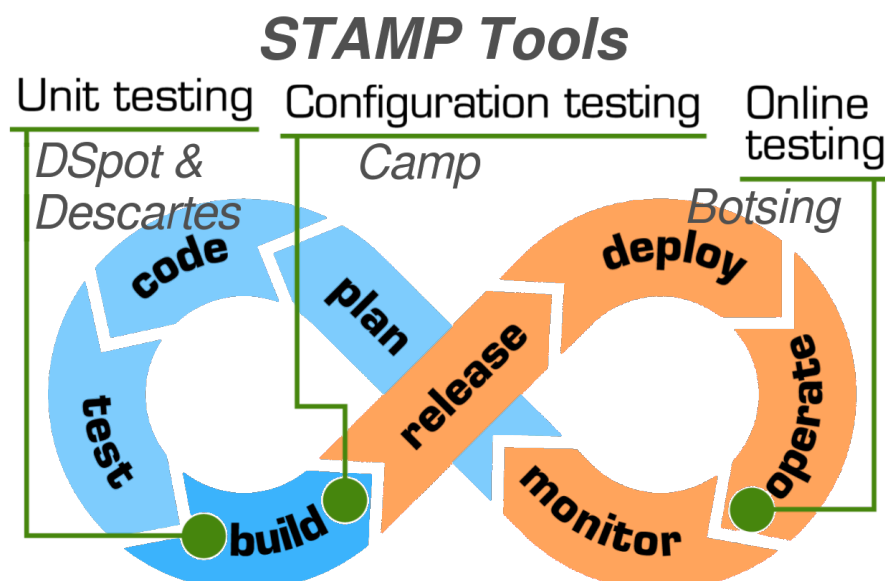 STAMP Tools
Unit testing
Configuration testing
Online
testing
DSpot &
Descartes
Camp
Botsing
code
plan
deploy
release
test
operate
build
monitor